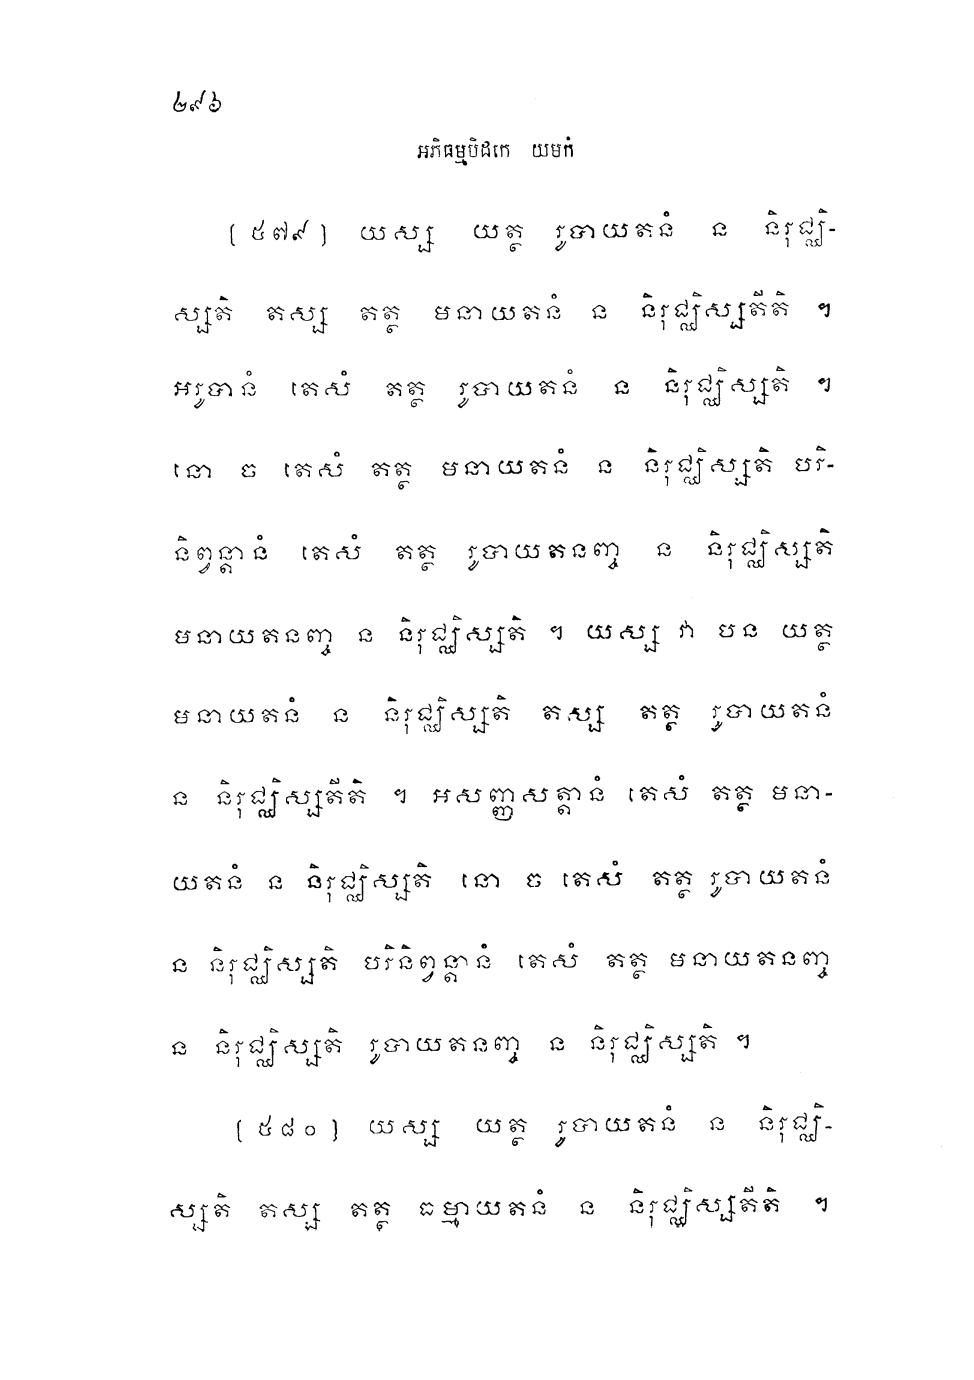 ២៩៦
អភិធម្មបិដកេ យមកំ
[៥៧៩] យស្ស យត្ថ រូបាយតនំ ន និរុជ្ឈិ-
ស្សតិ តស្ស តត្ថ មនាយតនំ ន និរុជ្ឈិស្សតីតិ ។
អរូបានំ តេសំ តត្ថ រូបាយតនំ ន និរុជ្ឈិស្សតិ ។
នោ ច តេសំ តត្ថ មនាយតនំ ន និរុជ្ឈិស្សតិ បរិ-
និព្វន្តានំ តេសំ តត្ថ រូបាយតនញ្ច ន និរុជ្ឈិស្សតិ
មនាយតនញ្ច ន និរុជ្ឈិស្សតិ ។ យស្ស វា បន យត្ថ
មនាយតនំ ន និរុជ្ឈិស្សតិ តស្ស តត្ថ រូបាយតនំ
ន និរុជ្ឈិស្សតីតិ ។ អសញ្ញសត្តានំ តេសំ តត្ថ មនា-
យតនំ ន និរុជ្ឈិស្សតិ នោ ច តេសំ តត្ថ រូបាយតនំ
ន និរុជ្ឈិស្សតិ បរិនិព្វន្តានំ តេសំ តត្ថ មនាយតនញ្ច
ន និរុជ្ឈិស្សតិ រូបាយតនញ្ច ន និរុជ្ឈិស្សតិ ។
[៥៨០] យស្ស យត្ថ រូបាយតនំ ន និរុជ្ឈិ-
ស្សតិ តស្ស តត្ថ ធម្មាយតនំ ន និរុជ្ឈិស្សតីតិ ។